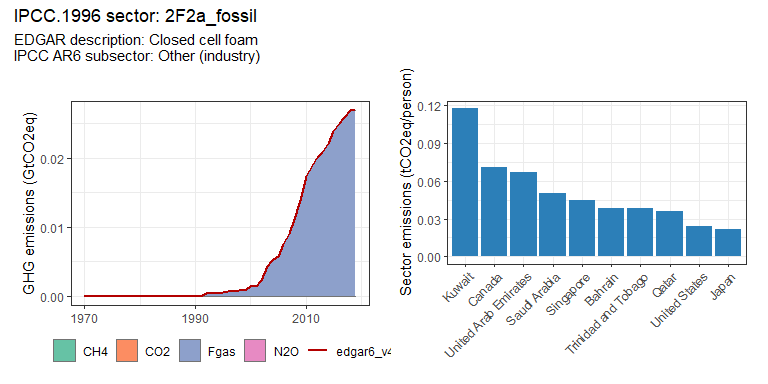 IPCC.1996 sector: 2F2a_fossil
EDGAR description: Closed cell foam
IPCC AR6 subsector: Other (industry)
GHG emissions (GtCO2eq)
0.02
0.01
0.00
1970
1990
2010
CH4
CO2
Fgas
N2O
edgar6_v4
Sector emissions (tCO2eq/person)
0.12
0.09
0.06
0.03
0.00
Kuwait
Canada
United Arab Emirates
Saudi Arabia
Singapore
Bahrain
Trinidad and Tobago
Qatar
United States
Japan